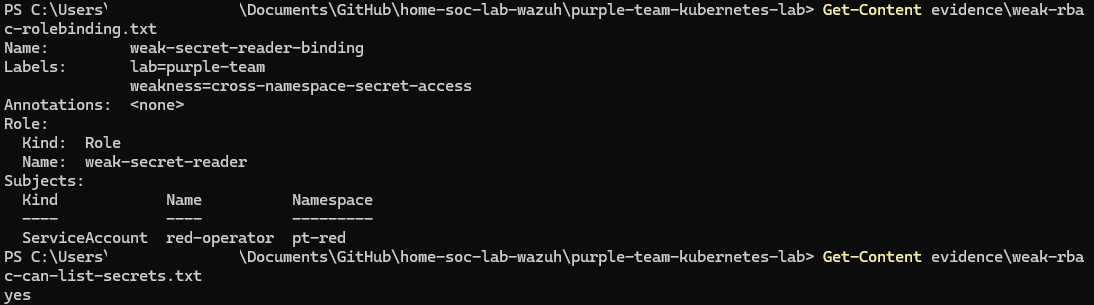 PS C:\Users\ \Documents\GitHub\home-soc-lab-wazuh\purple-team-kubernetes-lab> Get-Content evidence\weak-rba
c-rolebinding.txt
Name:         weak-secret-reader-binding
Labels:       lab=purple-team
              weakness=cross-namespace-secret-access
Annotations:  <none>
Role:
  Kind:  Role
  Name:  weak-secret-reader
Subjects:
  Kind            Name          Namespace
  ----            ----          ---------
  ServiceAccount  red-operator  pt-red
PS C:\Users\ \Documents\GitHub\home-soc-lab-wazuh\purple-team-kubernetes-lab> Get-Content evidence\weak-rba
c-can-list-secrets.txt
yes